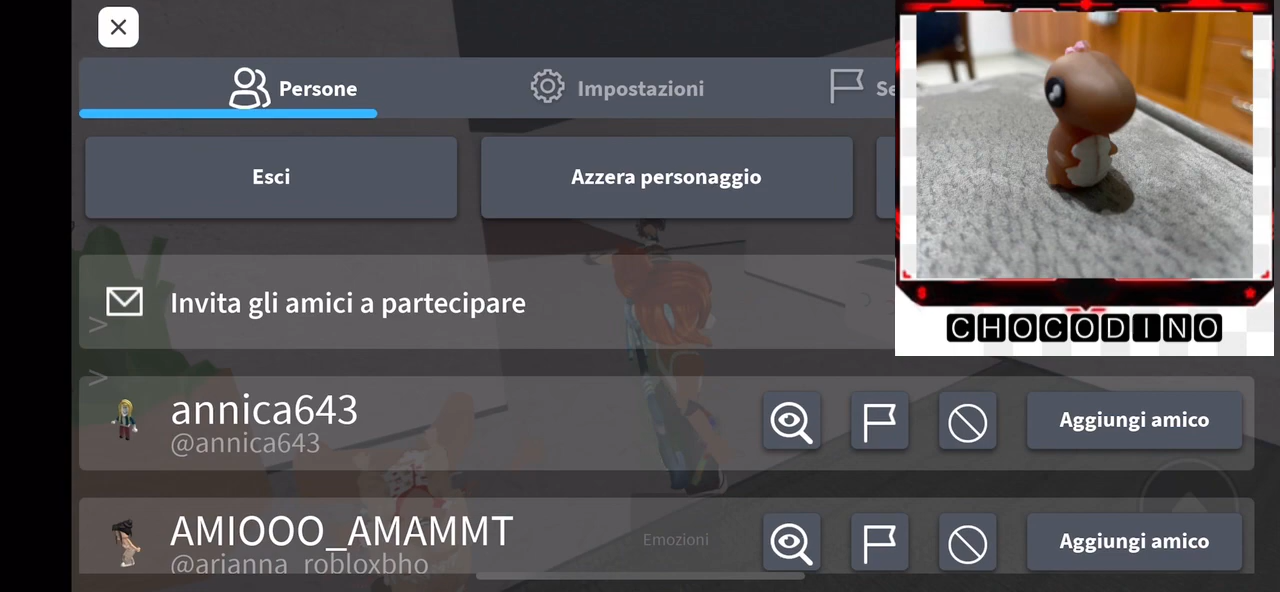 Persone
Impostazioni
Se
Esci
Azzera personaggio
Invita gli amici a partecipare
CHOCODINO
>
>
annica643
@annica643
Aggiungi amico
AMIOOO_AMAMMT
@arianna_robloxbho
Aggiungi amico
Emozioni